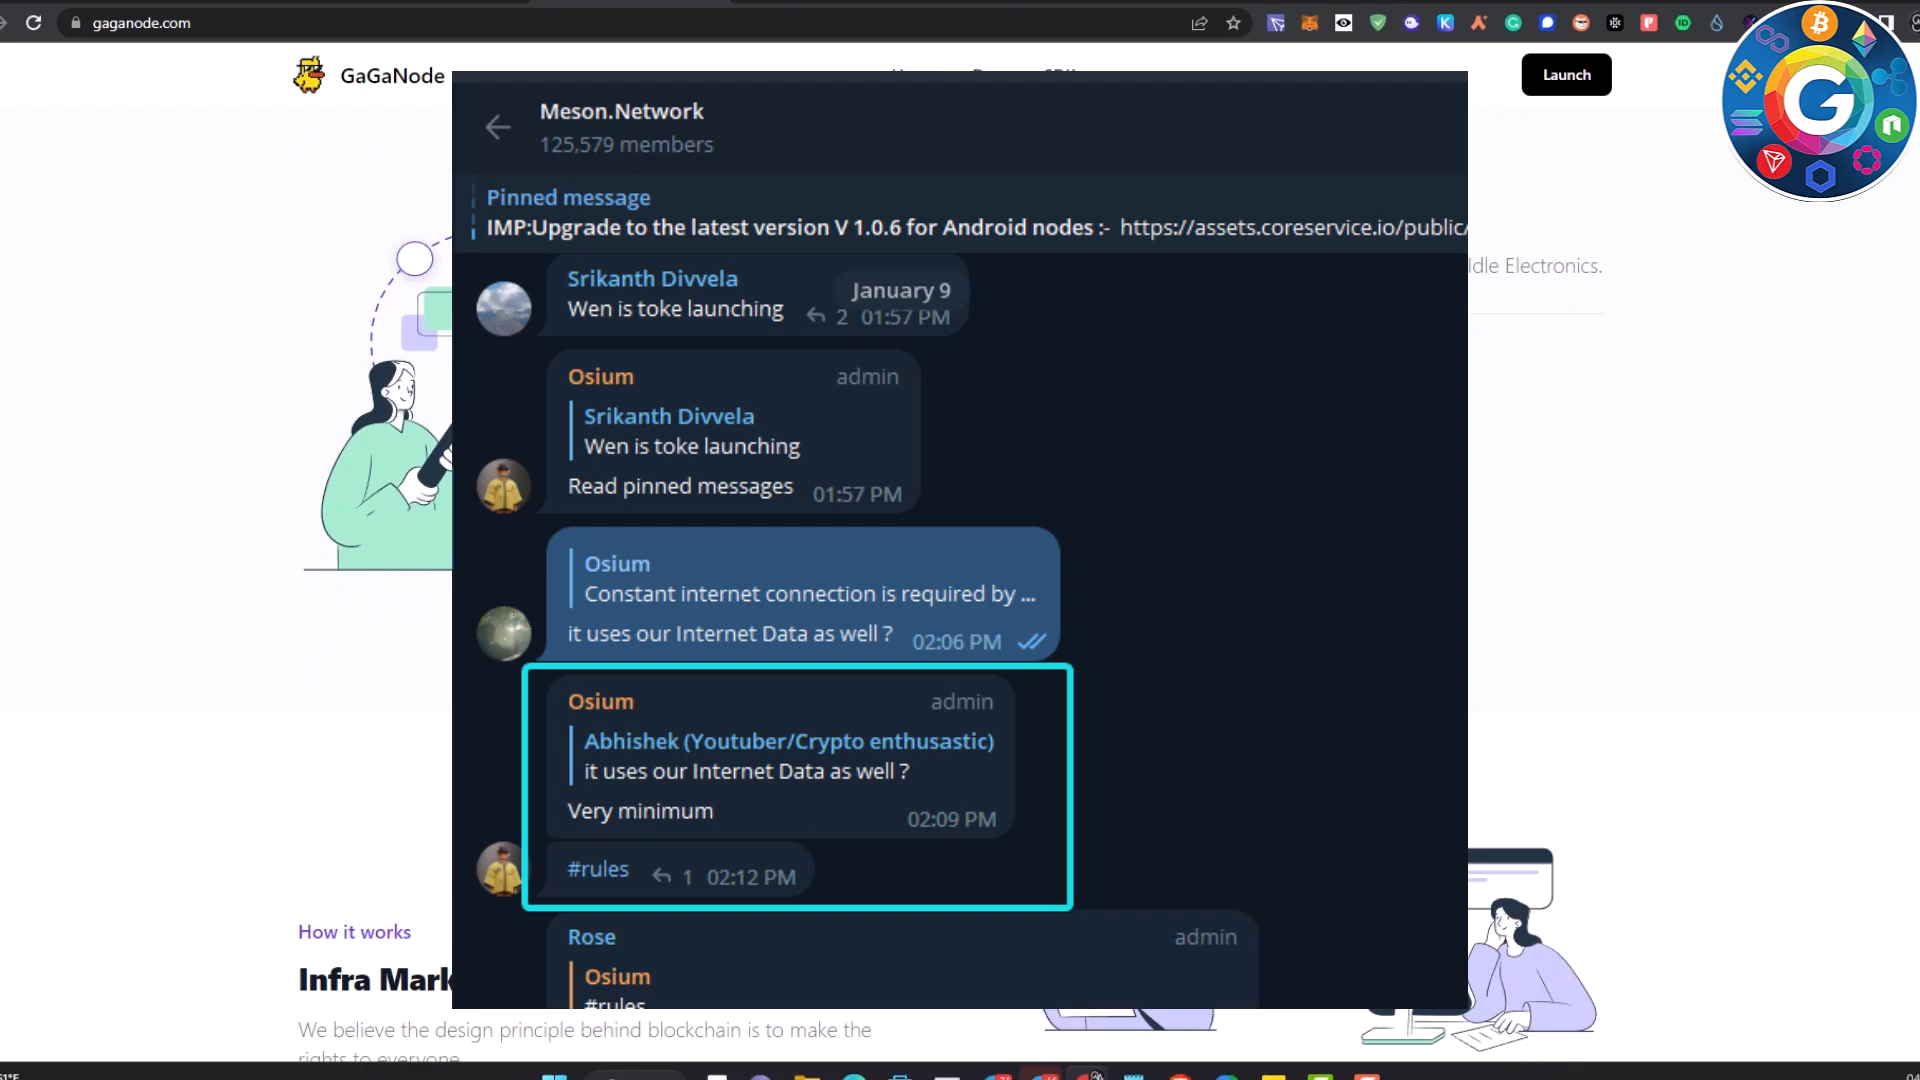 gaganode.com
GaGaNode
Launch
Meson.Network
125,579 members
Pinned message
IMP:Upgrade to the latest version V 1.0.6 for Android nodes :- https://assets.coreservice.io/public/
Idle Electronics.
Srikanth Divvela
January 9
Wen is toke launching 2 01:57 PM
Osium admin
Srikanth Divvela
Wen is toke launching
Read pinned messages 01:57 PM
Osium
Constant internet connection is required by ...
it uses our Internet Data as well ? 02:06 PM
Osium admin
Abhishek (Youtuber/Crypto enthusastic)
it uses our Internet Data as well ?
Very minimum 02:09 PM
#rules 1 02:12 PM
Rose admin
Osium
#rules
How it works
Infra Mark
We believe the design principle behind blockchain is to make the
rights to everyone